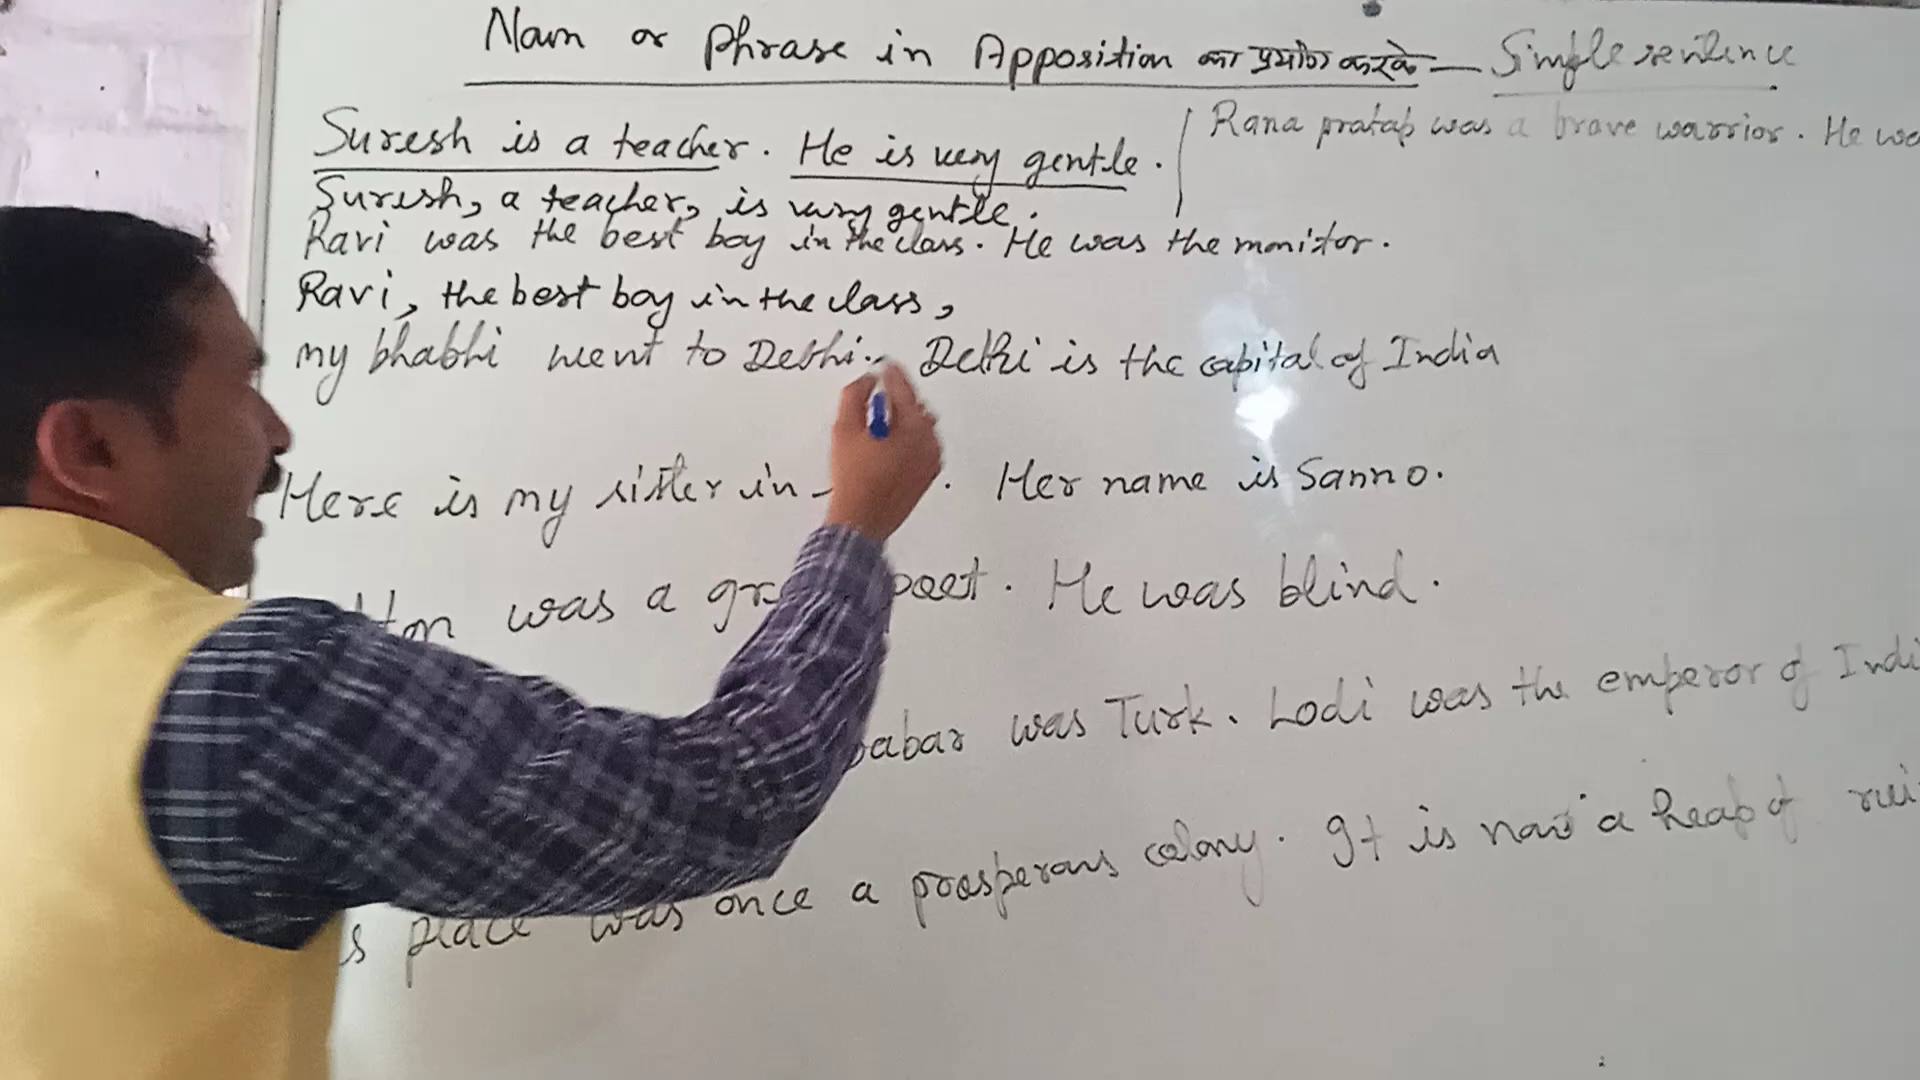 Noun or Phrase in Apposition का प्रयोग करके — Simple sentence
Suresh is a teacher. He is very gentle. | Rana pratap was a brave warrior. He
Suresh, a teacher, is very gentle.
Ravi was the best boy in the class. He was the monitor.
Ravi, the best boy in the class,
my bhabhi went to Delhi. Delhi is the capital of India
Here is my sister in - . Her name is Sanno.
was a poet. He was blind.
was Turk. Lodi was the emperor of
place was once a prosperous colony. It is now a heap of